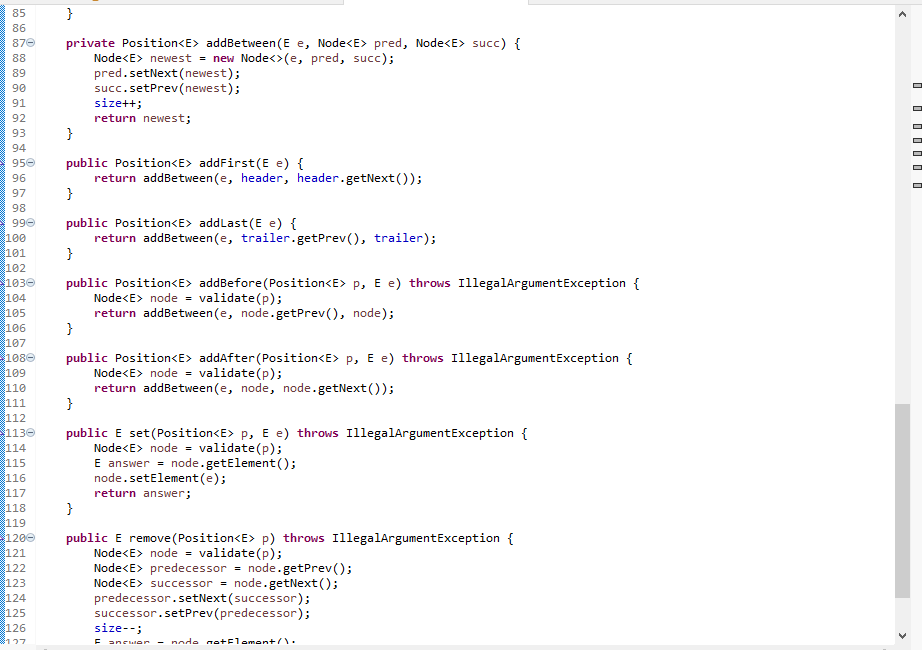 85 }
86
87 private Position<E> addBetween(E e, Node<E> pred, Node<E> succ) {
88 Node<E> newest = new Node<>(e, pred, succ);
89 pred.setNext(newest);
90 succ.setPrev(newest);
91 size++;
92 return newest;
93 }
94
95 public Position<E> addFirst(E e) {
96 return addBetween(e, header, header.getNext());
97 }
98
99 public Position<E> addLast(E e) {
100 return addBetween(e, trailer.getPrev(), trailer);
101 }
102
103 public Position<E> addBefore(Position<E> p, E e) throws IllegalArgumentException {
104 Node<E> node = validate(p);
105 return addBetween(e, node.getPrev(), node);
106 }
107
108 public Position<E> addAfter(Position<E> p, E e) throws IllegalArgumentException {
109 Node<E> node = validate(p);
110 return addBetween(e, node, node.getNext());
111 }
112
113 public E set(Position<E> p, E e) throws IllegalArgumentException {
114 Node<E> node = validate(p);
115 E answer = node.getElement();
116 node.setElement(e);
117 return answer;
118 }
119
120 public E remove(Position<E> p) throws IllegalArgumentException {
121 Node<E> node = validate(p);
122 Node<E> predecessor = node.getPrev();
123 Node<E> successor = node.getNext();
124 predecessor.setNext(successor);
125 successor.setPrev(predecessor);
126 size--;
127 E answer = node.getElement();